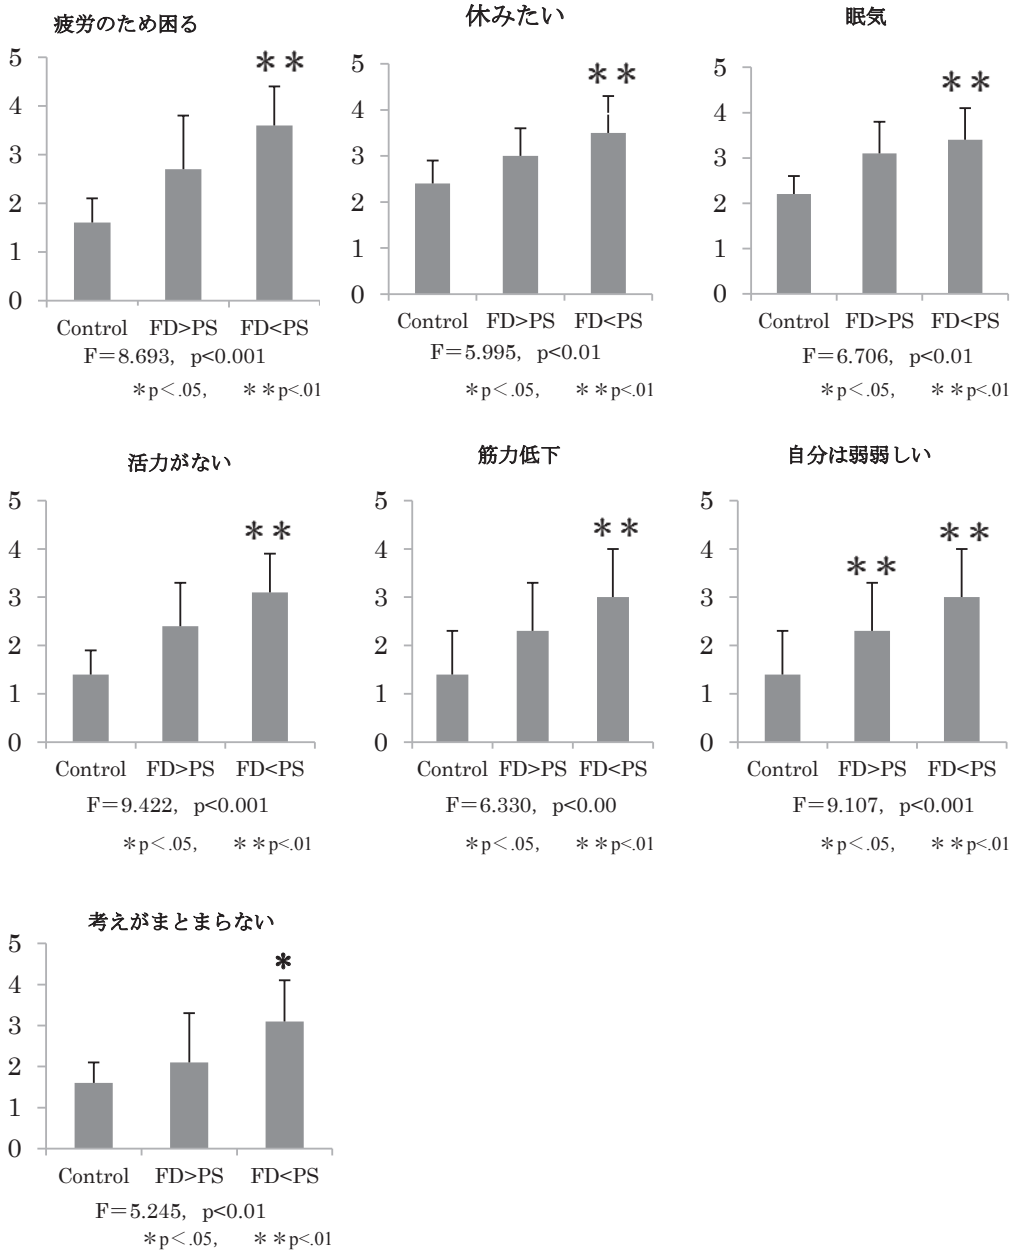 疲労のため困る
5
4
3
2
1
0
＊＊
Control FD>PS FD<PS
F＝8.693, p<0.001
＊p＜.05, ＊＊p<.01
休みたい
5
4
3
2
1
0
＊＊
Control FD>PS FD<PS
F＝5.995, p<0.01
＊p＜.05, ＊＊p<.01
眠気
5
4
3
2
1
0
＊＊
Control FD>PS FD<PS
F＝6.706, p<0.01
＊p＜.05, ＊＊p<.01
活力がない
5
4
3
2
1
0
＊＊
Control FD>PS FD<PS
F＝9.422, p<0.001
＊p＜.05, ＊＊p<.01
筋力低下
5
4
3
2
1
0
＊＊
Control FD>PS FD<PS
F＝6.330, p<0.00
＊p＜.05, ＊＊p<.01
自分は弱弱しい
5
4
3
2
1
0
＊＊
＊＊
Control FD>PS FD<PS
F＝9.107, p<0.001
＊p＜.05, ＊＊p<.01
考えがまとまらない
5
4
3
2
1
0
＊
Control FD>PS FD<PS
F＝5.245, p<0.01
＊p＜.05, ＊＊p<.01